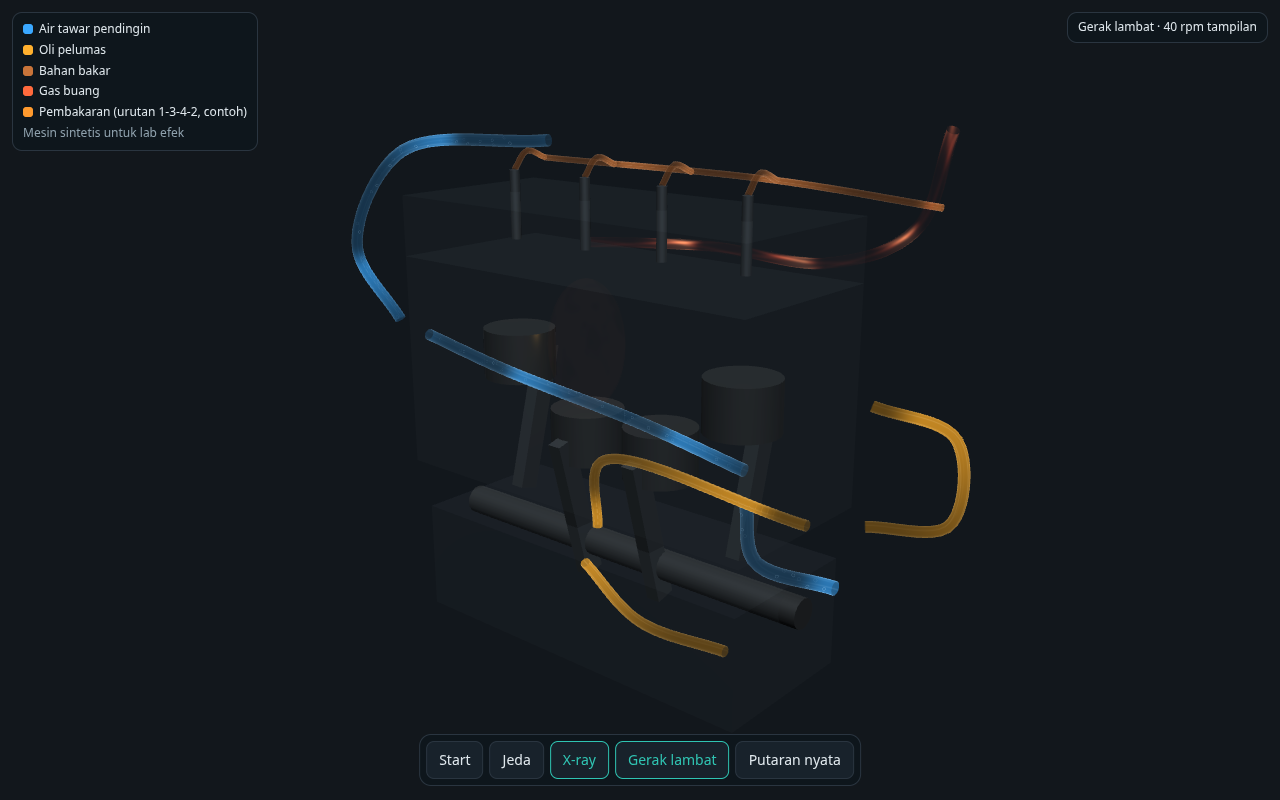 Air tawar pendingin
Oli pelumas
Bahan bakar
Gas buang
Pembakaran (urutan 1-3-4-2, contoh)
Mesin sintetis untuk lab efek
Gerak lambat · 40 rpm tampilan
Start
Jeda
X-ray
Gerak lambat
Putaran nyata